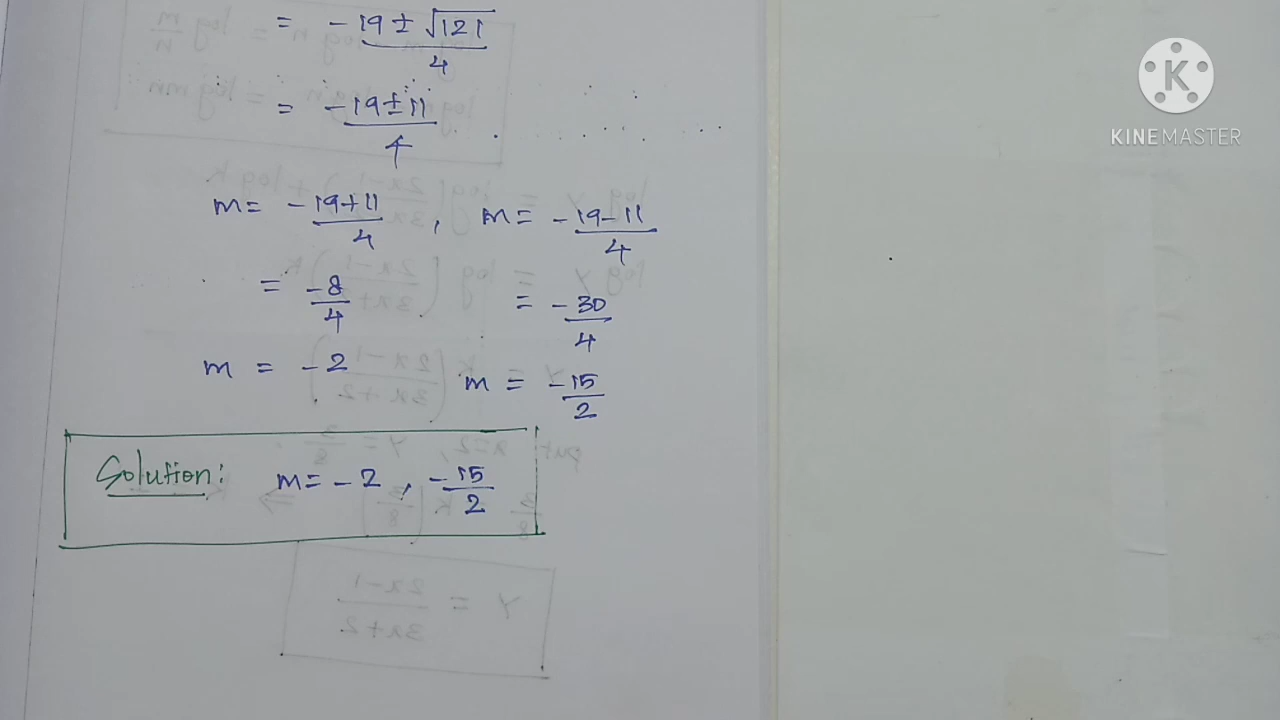 = -19 ± √121 / 4
= -19 ± 11 / 4
m = -19+11 / 4 , m = -19-11 / 4
= -8/4 = -30/4
m = -2 m = -15/2
Solution: m = -2 , -15/2
K
KINEMASTER